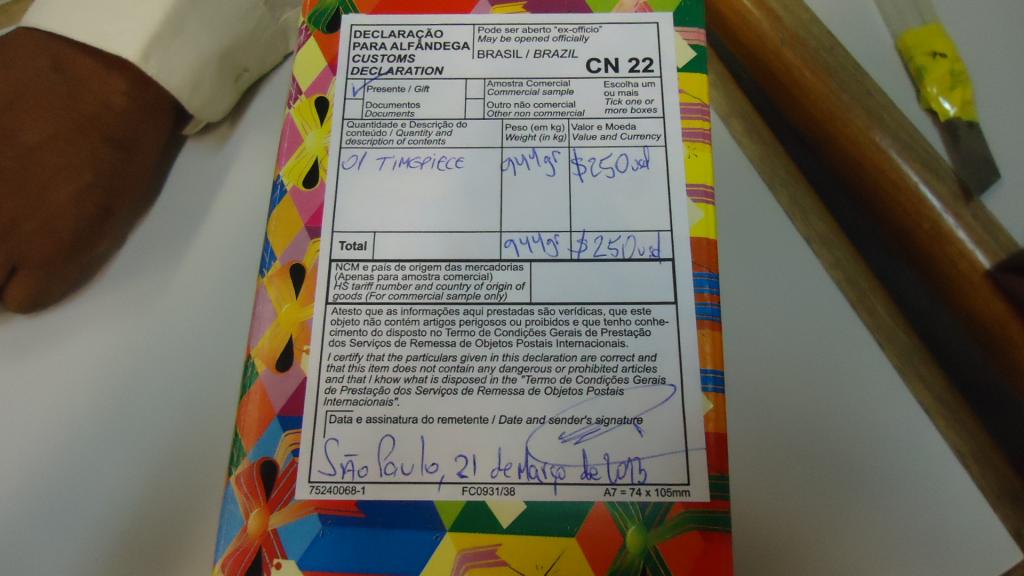 DECLARAÇÃO
PARA ALFÂNDEGA
CUSTOMS
DECLARATION
Pode ser aberto "ex-officio"
May be opened officially
BRASIL / BRAZIL
CN 22
Presente / Gift
Documentos
Documents
Amostra Comercial
Commercial sample
Outro não comercial
Other non commercial
Escolha um
ou mais
Tick one or
more boxes
Quantidade e Descrição do
conteúdo / Quantity and
description of contents
Peso (em kg)
Weight (in kg)
Valor e Moeda
Value and Currency
01 TIMEPIECE
944gr
$250usd
Total
944gr
$250usd
NCM e país de origem das mercadorias
(Apenas para amostra comercial)
HS tariff number and country of origin of
goods (For commercial sample only)
Atesto que as informações aqui prestadas são verídicas, que este
objeto não contém artigos perigosos ou proibidos e que tenho conhe-
cimento do disposto no Termo de Condições Gerais de Prestação
dos Serviços de Remessa de Objetos Postais Internacionais.
I certify that the particulars given in this declaration are correct and
that this item does not contain any dangerous or prohibited articles
and that I know what is disposed in the "Termo de Condições Gerais
de Prestação dos Serviços de Remessa de Objetos Postais
Internacionais".
Data e assinatura do remetente / Date and sender's signature
São Paulo, 21 de março de 2013
75240068-1
FC0931/38
A7 = 74 x 105mm